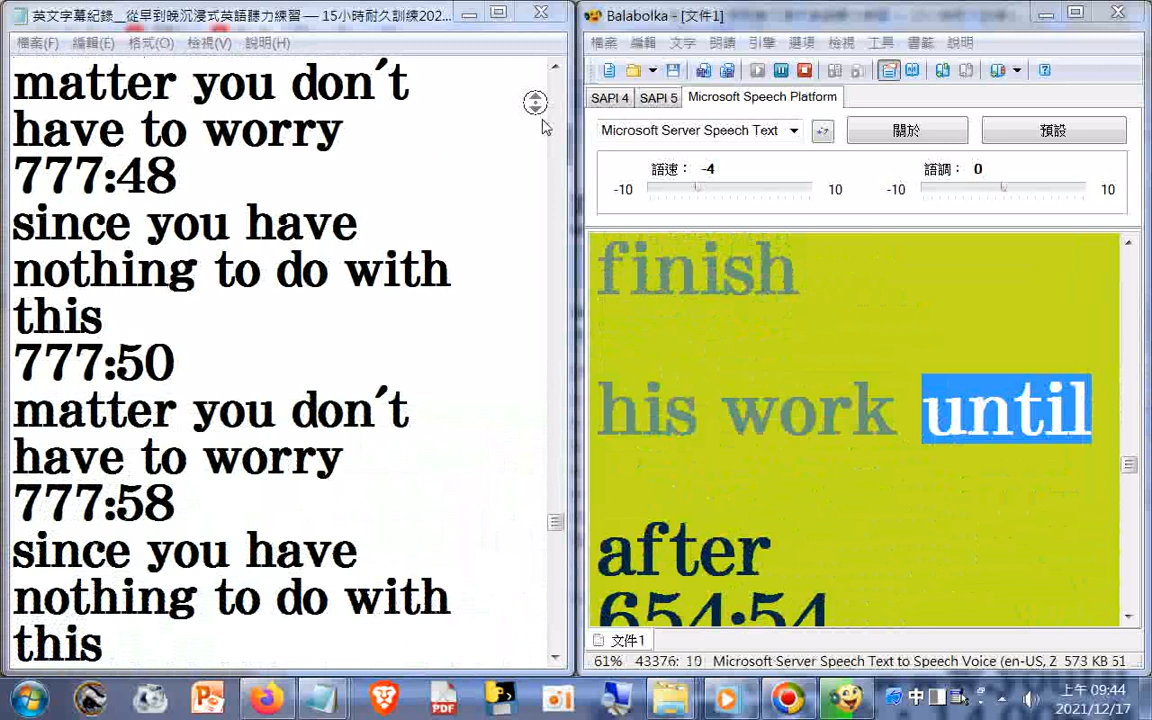 英文字幕紀錄__從早到晚沉浸式英語聽力練習 — 15小時耐久訓練202...
檔案(F) 編輯(E) 格式(O) 檢視(V) 說明(H)
matter you don't
have to worry
777:48
since you have
nothing to do with
this
777:50
matter you don't
have to worry
777:58
since you have
nothing to do with
this
Balabolka - [文件1]
檔案 編輯 文字 朗讀 引擎 選項 檢視 工具 書籤 說明
SAPI 4 SAPI 5 Microsoft Speech Platform
Microsoft Server Speech Text 關於 預設
語速： -4 語調： 0
-10 10 -10 10
finish
his work until
after
654:54
文件1
61% 43376: 10 Microsoft Server Speech Text to Speech Voice (en-US, Z 573 KB 51
中 上午 09:44
2021/12/17